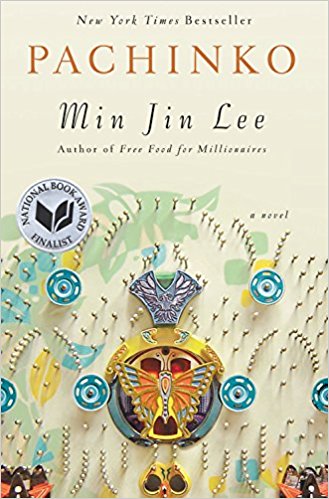 New York Times Bestseller
PACHINKO
Min Jin Lee
Author of Free Food for Millionaires
NATIONAL BOOK AWARD
FINALIST
a novel